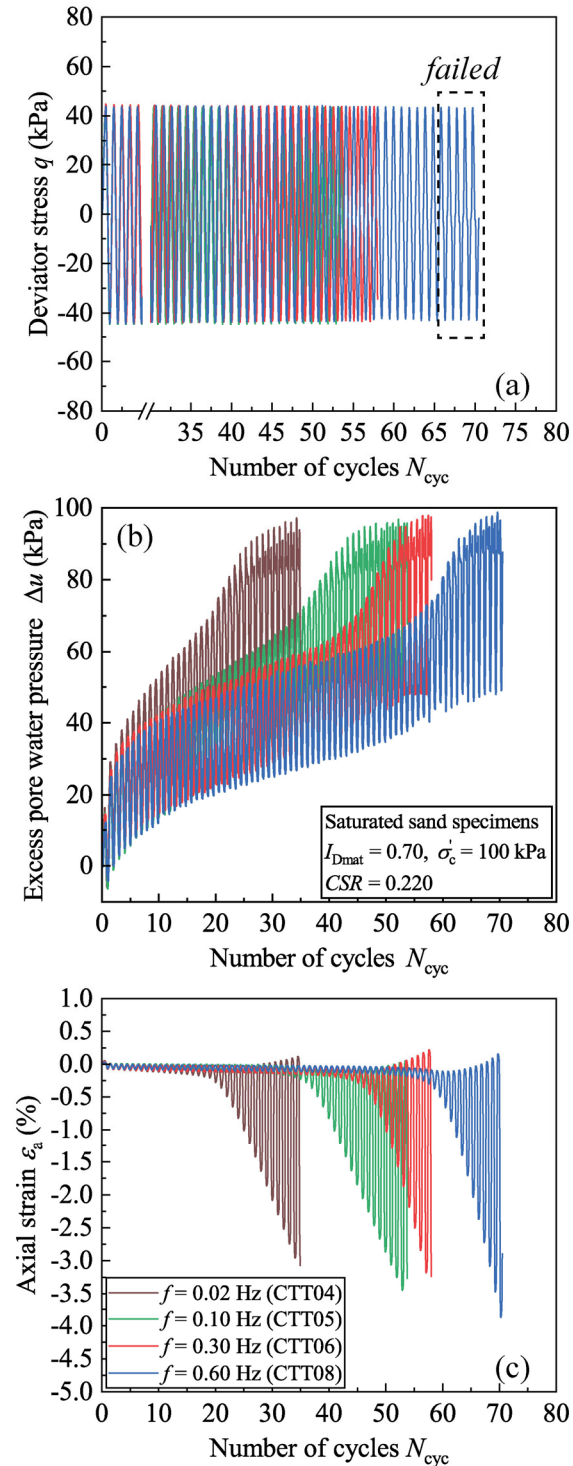 80
60
40
20
0
-20
-40
-60
-80
Deviator stress q (kPa)
failed
(a)
0 35 40 45 50 55 60 65 70 75 80
Number of cycles Ncyc
100
80
60
40
20
0
Excess pore water pressure Δu (kPa)
(b)
Saturated sand specimens
IDmat = 0.70, σ'c = 100 kPa
CSR = 0.220
0 10 20 30 40 50 60 70 80
Number of cycles Ncyc
1.0
0.5
0.0
-0.5
-1.0
-1.5
-2.0
-2.5
-3.0
-3.5
-4.0
-4.5
-5.0
Axial strain εa (%)
f = 0.02 Hz (CTT04)
f = 0.10 Hz (CTT05)
f = 0.30 Hz (CTT06)
f = 0.60 Hz (CTT08)
(c)
0 10 20 30 40 50 60 70 80
Number of cycles Ncyc